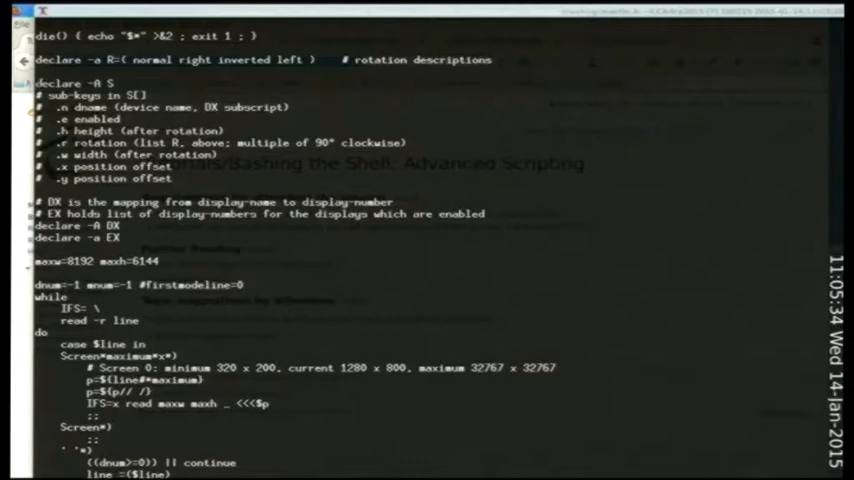 die() { echo "$*" >&2 ; exit 1 ; }
declare -a R=( normal right inverted left )    # rotation descriptions
declare -A S
# sub-keys in S[]
#  .n dname (device name, DX subscript)
#  .e enabled
#  .h height (after rotation)
#  .r rotation (list R, above; multiple of 90° clockwise)
#  .w width (after rotation)
#  .x position offset
#  .y position offset
/Bashing the Shell: Advanced Scripting
# DX is the mapping from display-name to display-number
# EX holds list of display-numbers for the displays which are enabled
declare -A DX
declare -a EX
maxw=8192 maxh=6144
dnum=-1 mnum=-1 #firstmodeline=0
while
IFS= \
read -r line
do
case $line in
Screen*maximum*x*)
# Screen 0: minimum 320 x 200, current 1280 x 800, maximum 32767 x 32767
p=${line#*maximum}
p=${p// /}
IFS=x read maxw maxh _ <<<$p
;;
Screen*)
;;
' '*)
((dnum>=0)) || continue
line =($line)
11:05:34 Wed 14-Jan-2015